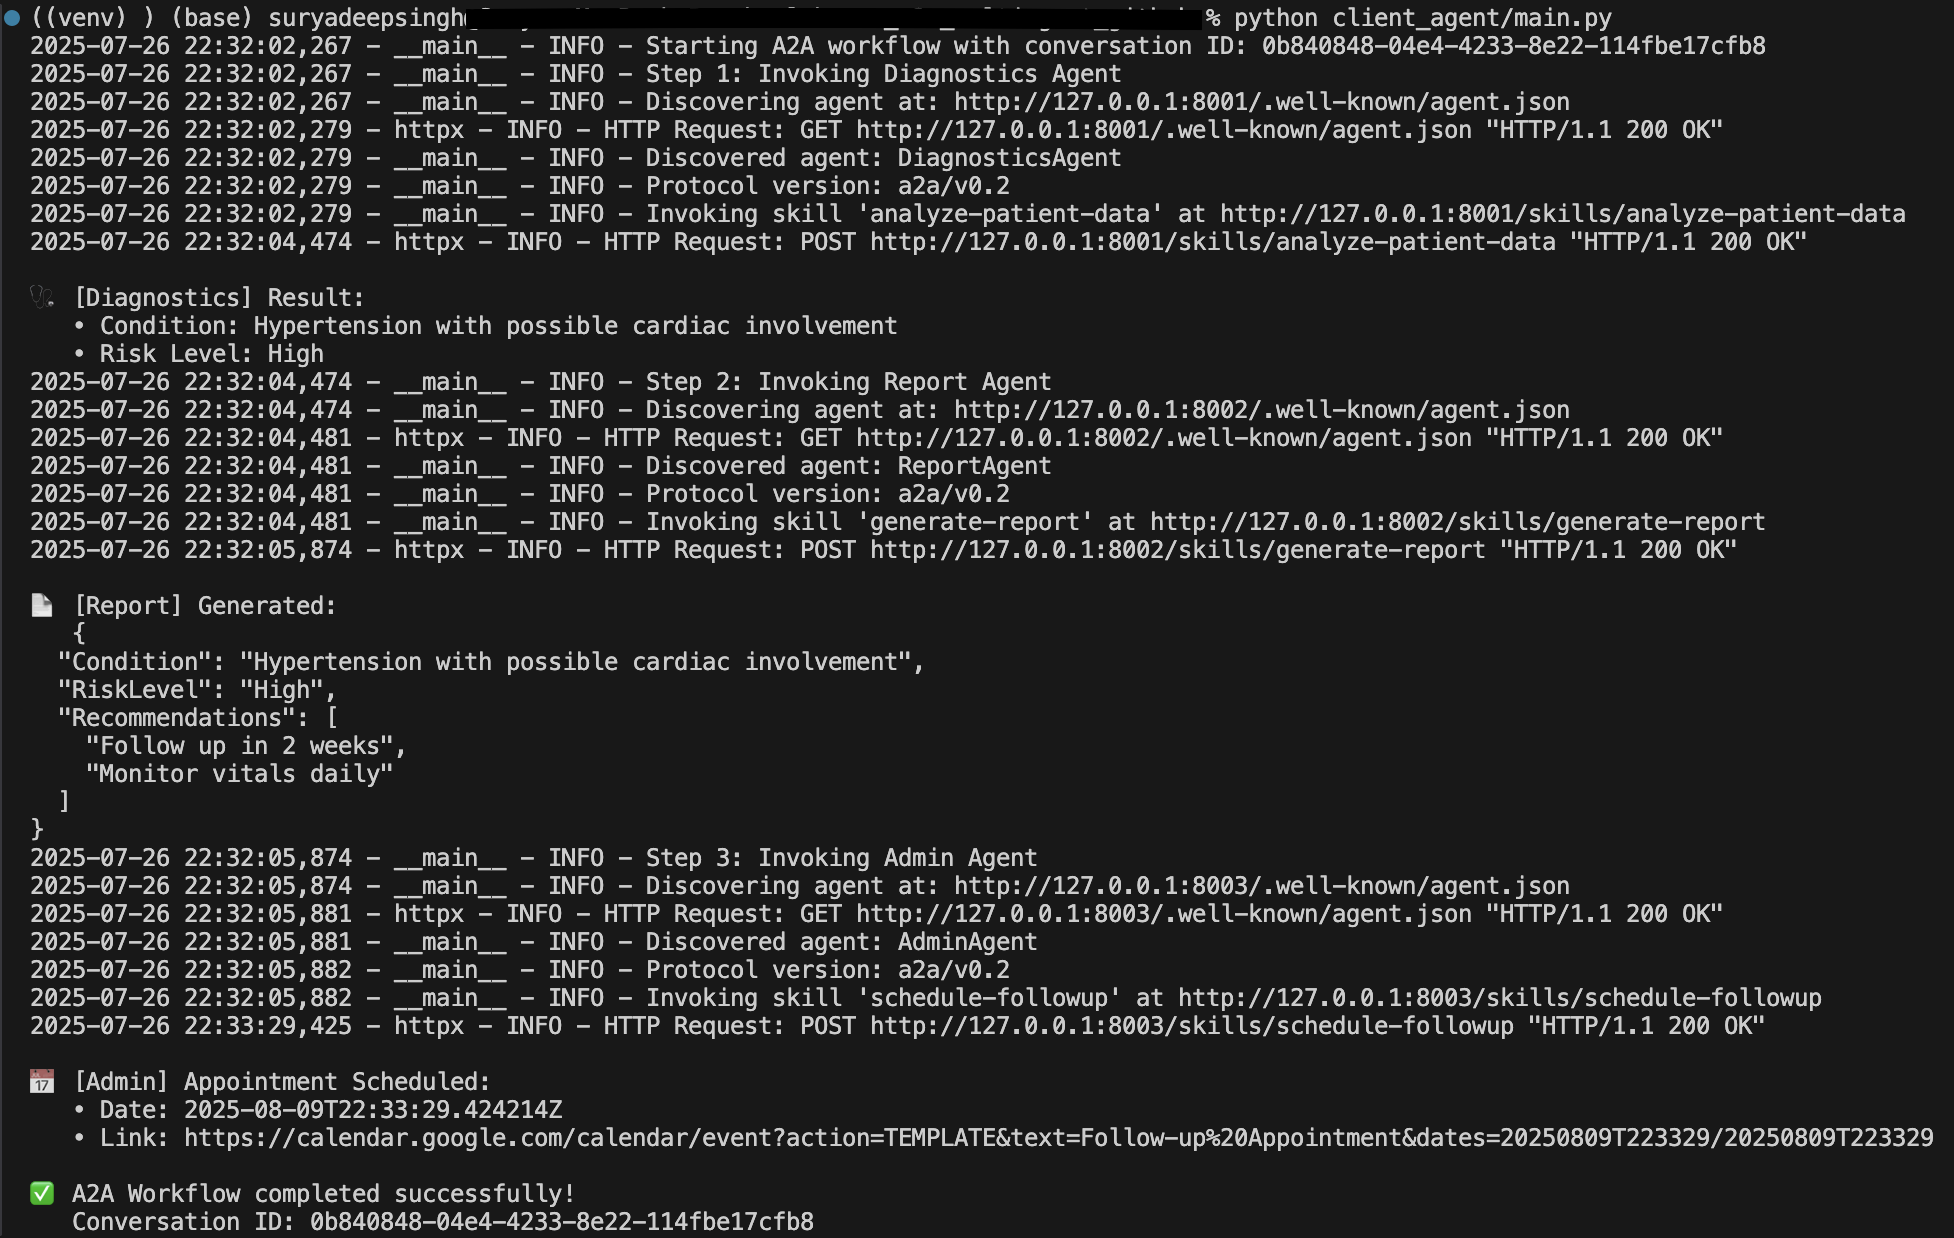 ((venv) ) (base) suryadeepsingh % python client_agent/main.py
2025-07-26 22:32:02,267 - __main__ - INFO - Starting A2A workflow with conversation ID: 0b840848-04e4-4233-8e22-114fbe17cfb8
2025-07-26 22:32:02,267 - __main__ - INFO - Step 1: Invoking Diagnostics Agent
2025-07-26 22:32:02,267 - __main__ - INFO - Discovering agent at: http://127.0.0.1:8001/.well-known/agent.json
2025-07-26 22:32:02,279 - httpx - INFO - HTTP Request: GET http://127.0.0.1:8001/.well-known/agent.json "HTTP/1.1 200 OK"
2025-07-26 22:32:02,279 - __main__ - INFO - Discovered agent: DiagnosticsAgent
2025-07-26 22:32:02,279 - __main__ - INFO - Protocol version: a2a/v0.2
2025-07-26 22:32:02,279 - __main__ - INFO - Invoking skill 'analyze-patient-data' at http://127.0.0.1:8001/skills/analyze-patient-data
2025-07-26 22:32:04,474 - httpx - INFO - HTTP Request: POST http://127.0.0.1:8001/skills/analyze-patient-data "HTTP/1.1 200 OK"
🩺 [Diagnostics] Result:
• Condition: Hypertension with possible cardiac involvement
• Risk Level: High
2025-07-26 22:32:04,474 - __main__ - INFO - Step 2: Invoking Report Agent
2025-07-26 22:32:04,474 - __main__ - INFO - Discovering agent at: http://127.0.0.1:8002/.well-known/agent.json
2025-07-26 22:32:04,481 - httpx - INFO - HTTP Request: GET http://127.0.0.1:8002/.well-known/agent.json "HTTP/1.1 200 OK"
2025-07-26 22:32:04,481 - __main__ - INFO - Discovered agent: ReportAgent
2025-07-26 22:32:04,481 - __main__ - INFO - Protocol version: a2a/v0.2
2025-07-26 22:32:04,481 - __main__ - INFO - Invoking skill 'generate-report' at http://127.0.0.1:8002/skills/generate-report
2025-07-26 22:32:05,874 - httpx - INFO - HTTP Request: POST http://127.0.0.1:8002/skills/generate-report "HTTP/1.1 200 OK"
📄 [Report] Generated:
{
"Condition": "Hypertension with possible cardiac involvement",
"RiskLevel": "High",
"Recommendations": [
"Follow up in 2 weeks",
"Monitor vitals daily"
]
}
2025-07-26 22:32:05,874 - __main__ - INFO - Step 3: Invoking Admin Agent
2025-07-26 22:32:05,874 - __main__ - INFO - Discovering agent at: http://127.0.0.1:8003/.well-known/agent.json
2025-07-26 22:32:05,881 - httpx - INFO - HTTP Request: GET http://127.0.0.1:8003/.well-known/agent.json "HTTP/1.1 200 OK"
2025-07-26 22:32:05,881 - __main__ - INFO - Discovered agent: AdminAgent
2025-07-26 22:32:05,882 - __main__ - INFO - Protocol version: a2a/v0.2
2025-07-26 22:32:05,882 - __main__ - INFO - Invoking skill 'schedule-followup' at http://127.0.0.1:8003/skills/schedule-followup
2025-07-26 22:33:29,425 - httpx - INFO - HTTP Request: POST http://127.0.0.1:8003/skills/schedule-followup "HTTP/1.1 200 OK"
📅 [Admin] Appointment Scheduled:
• Date: 2025-08-09T22:33:29.424214Z
• Link: https://calendar.google.com/calendar/event?action=TEMPLATE&text=Follow-up%20Appointment&dates=20250809T223329/20250809T223329
✅ A2A Workflow completed successfully!
Conversation ID: 0b840848-04e4-4233-8e22-114fbe17cfb8